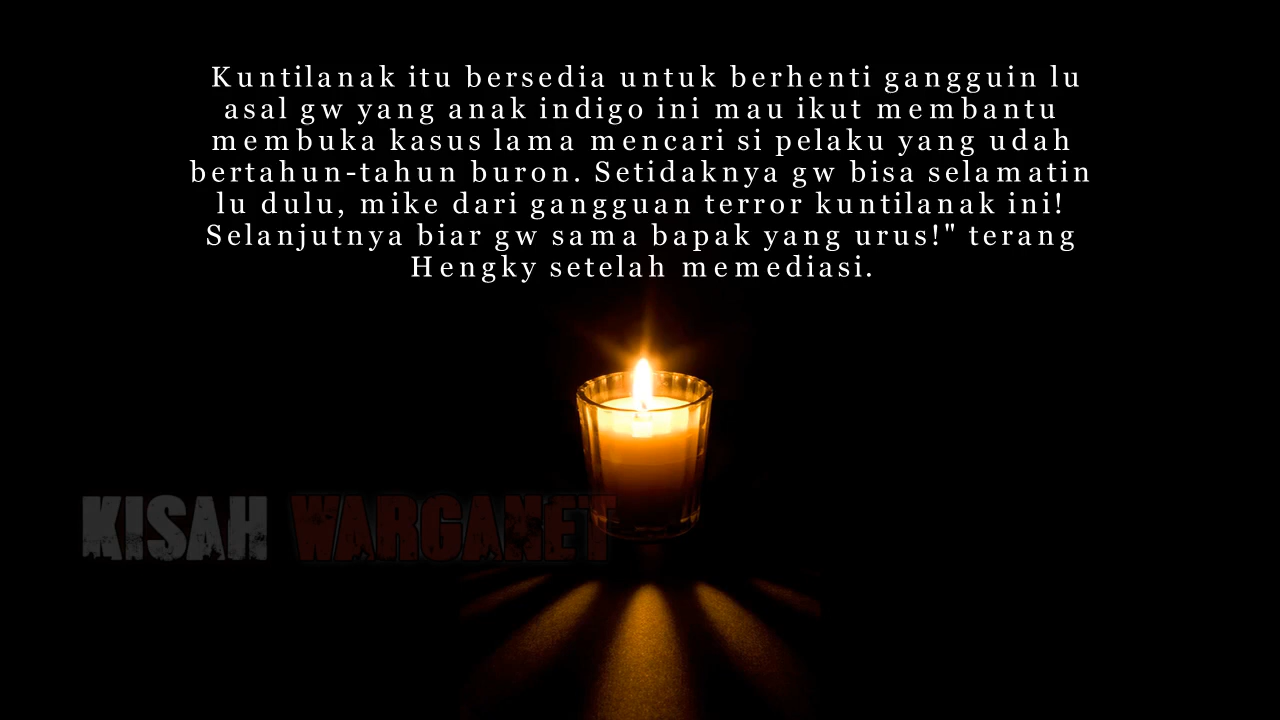 Kuntilanak itu bersedia untuk berhenti gangguin lu
asal gw yang anak indigo ini mau ikut membantu
membuka kasus lama mencari si pelaku yang udah
bertahun-tahun buron. Setidaknya gw bisa selamatin
lu dulu, mike dari gangguan terror kuntilanak ini!
Selanjutnya biar gw sama bapak yang urus!" terang
Hengky setelah memediasi.
KISAH WARGANET